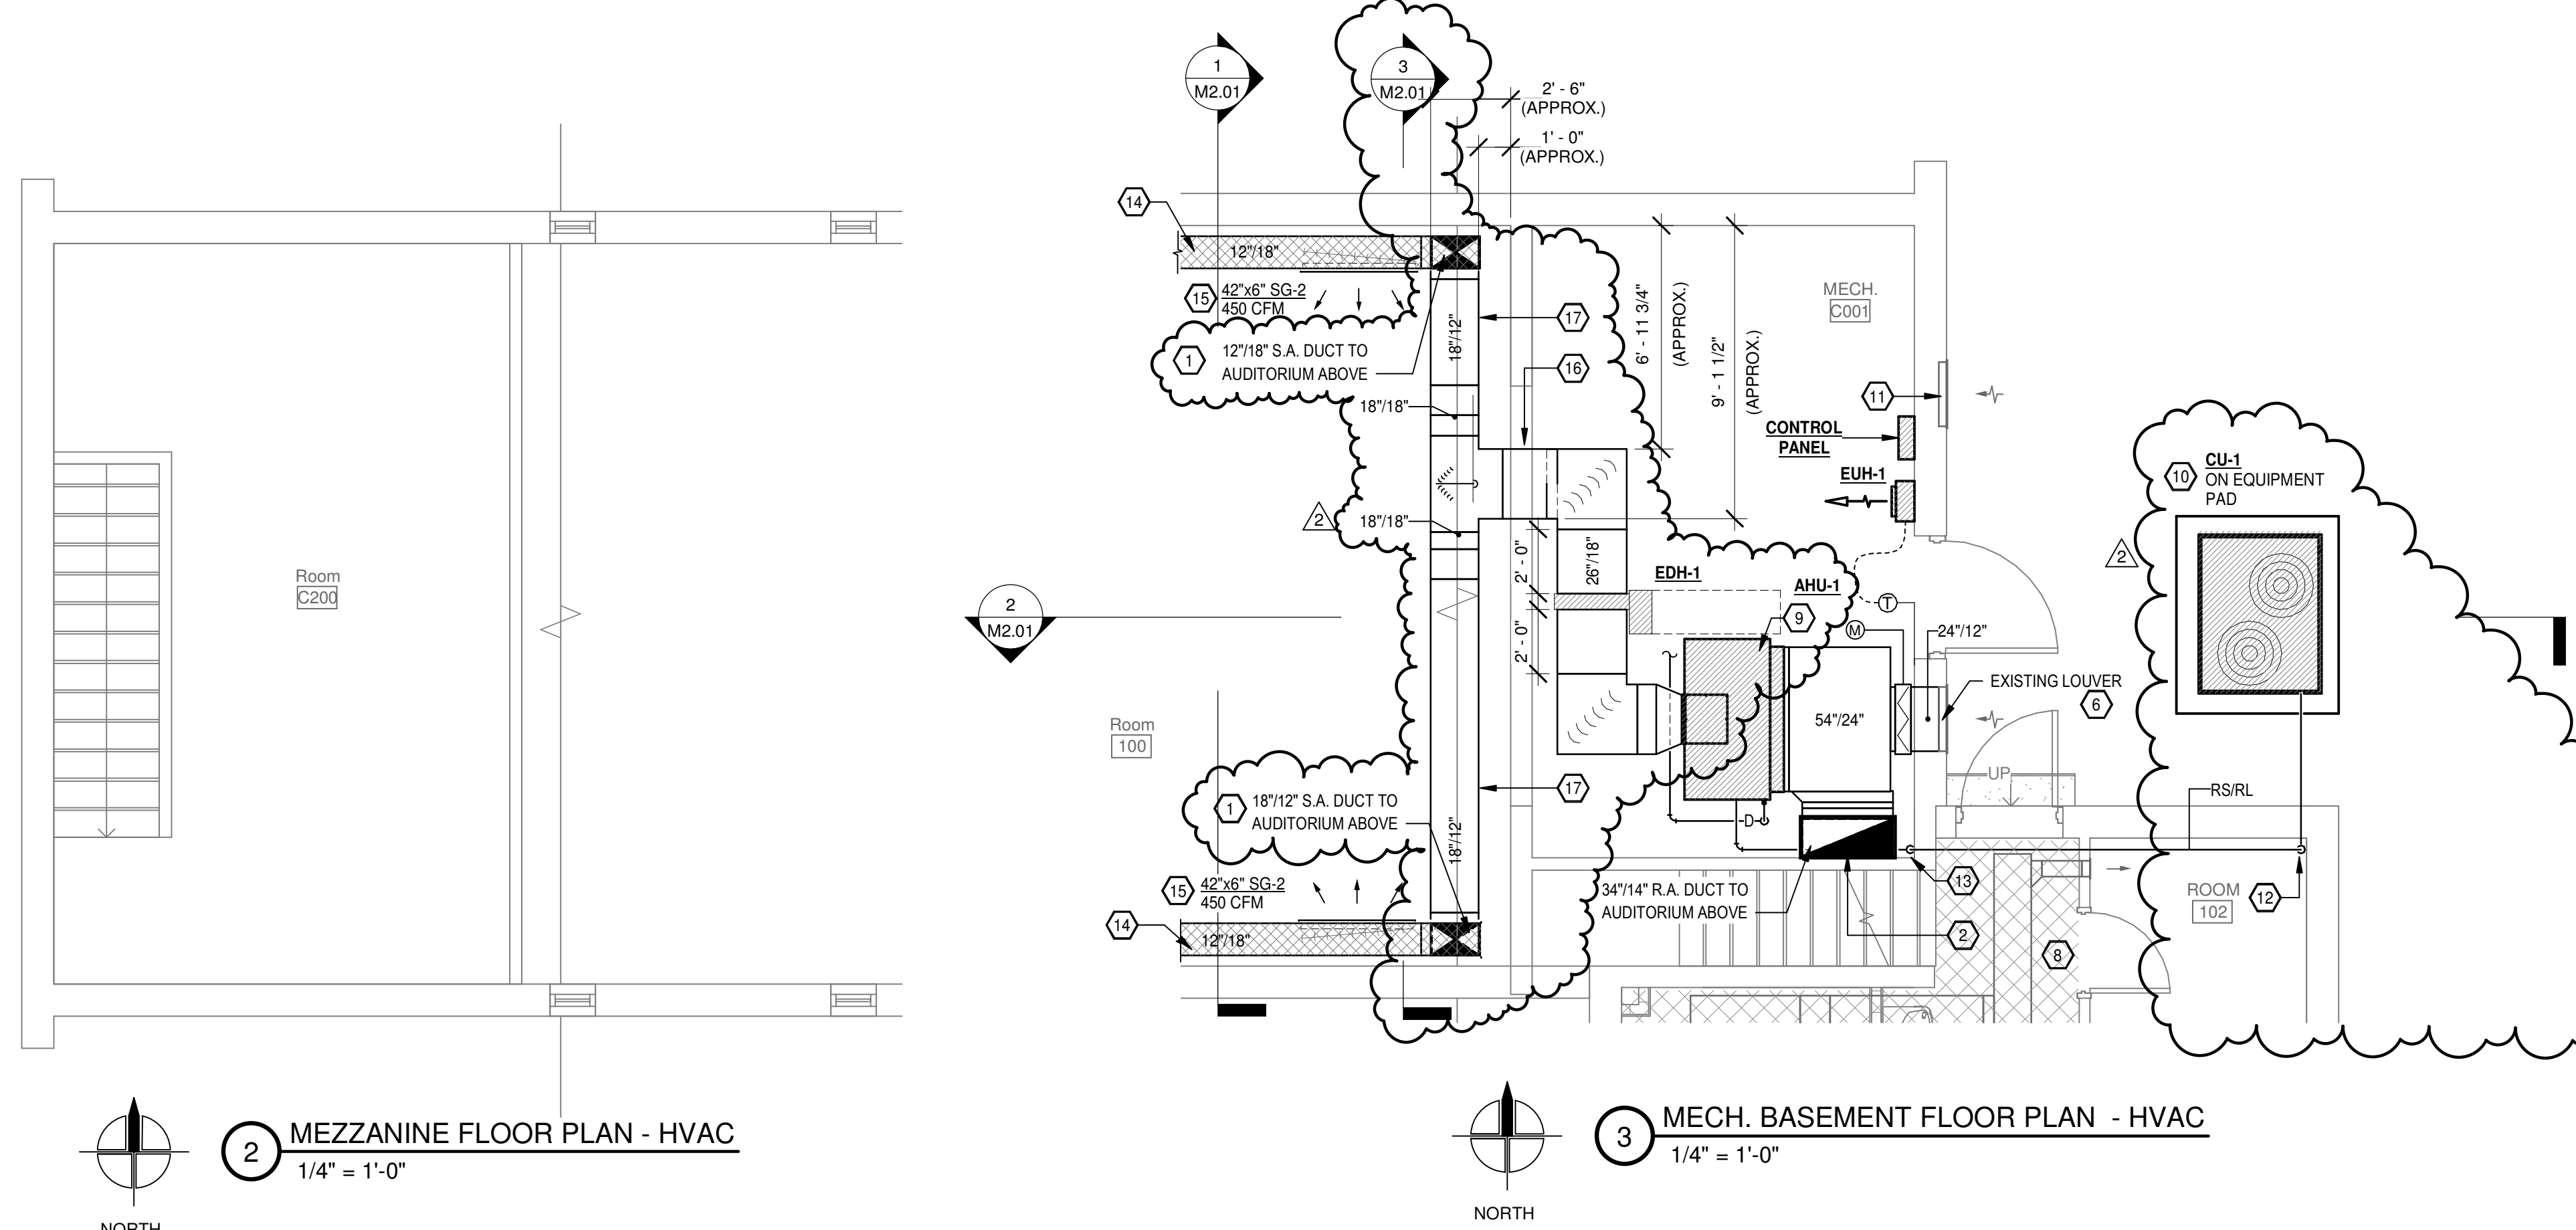 Room
C200
2
MEZZANINE FLOOR PLAN - HVAC
1/4" = 1'-0"
NORTH
1
M2.01
3
M2.01
2' - 6"
(APPROX.)
1' - 0"
(APPROX.)
14
12"/18"
15
42"x6" SG-2
450 CFM
1
12"/18" S.A. DUCT TO
AUDITORIUM ABOVE
18"/12"
17
16
18"/18"
6' - 11 3/4"
(APPROX.)
9' - 1 1/2"
(APPROX.)
MECH.
C001
11
CONTROL
PANEL
EUH-1
2
18"/18"
2' - 0"
26"/18"
2' - 0"
EDH-1
AHU-1
9
T
M
24"/12"
EXISTING LOUVER
6
54"/24"
2
M2.01
Room
100
1
18"/12" S.A. DUCT TO
AUDITORIUM ABOVE
17
18"/12"
D
UP
15
42"x6" SG-2
450 CFM
14
12"/18"
34"/14" R.A. DUCT TO
AUDITORIUM ABOVE
13
2
8
10
CU-1
ON EQUIPMENT
PAD
2
RS/RL
ROOM
102
12
3
MECH. BASEMENT FLOOR PLAN - HVAC
1/4" = 1'-0"
NORTH